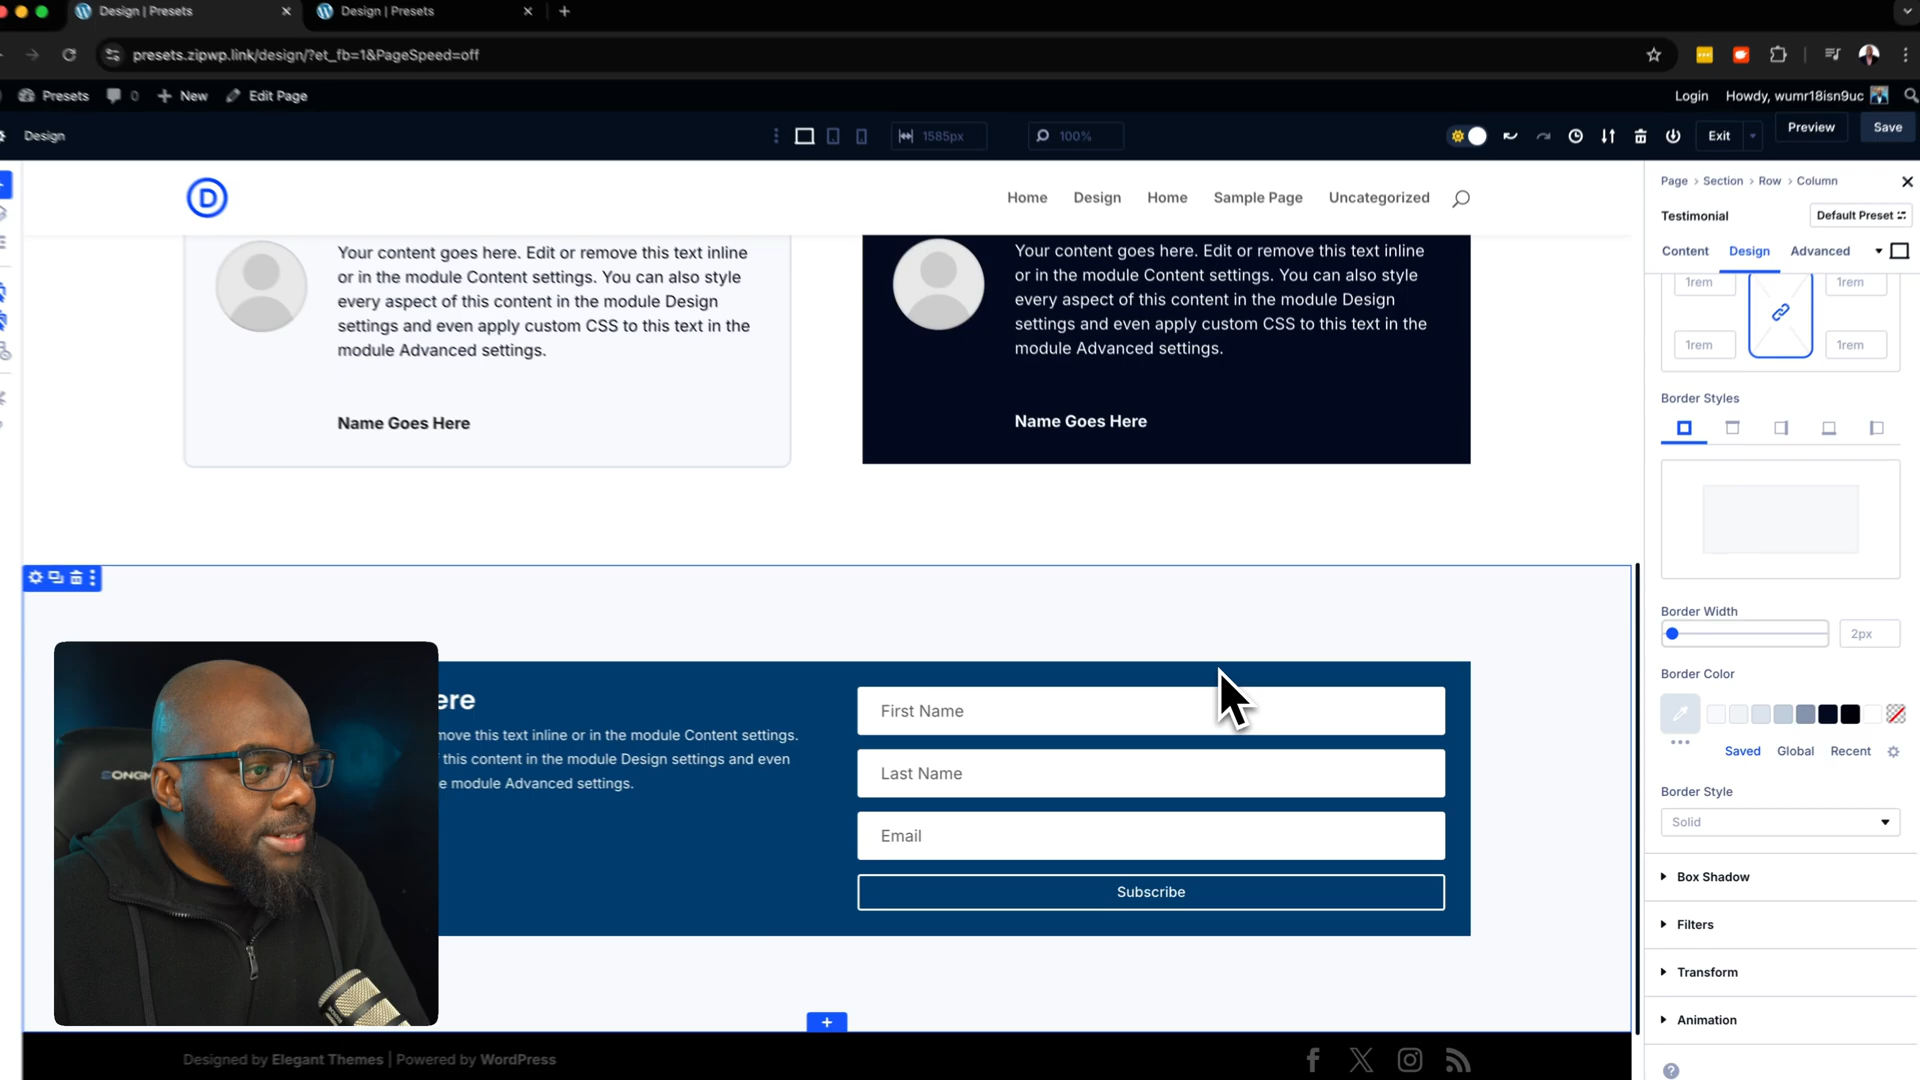 Design | Presets
Design | Presets
presets.zipwp.link/design/?et_fb=1&PageSpeed=off
Presets 0 New Edit Page
Login Howdy, wumr18isn9uc
Design
1585px
100%
Exit
Preview
Save
D
Home Design Home Sample Page Uncategorized
Your content goes here. Edit or remove this text inline
or in the module Content settings. You can also style
every aspect of this content in the module Design
settings and even apply custom CSS to this text in the
module Advanced settings.
Name Goes Here
Your content goes here. Edit or remove this text inline
or in the module Content settings. You can also style
every aspect of this content in the module Design
settings and even apply custom CSS to this text in the
module Advanced settings.
Name Goes Here
ere
move this text inline or in the module Content settings.
this content in the module Design settings and even
e module Advanced settings.
First Name
Last Name
Email
Subscribe
Designed by Elegant Themes | Powered by WordPress
Page > Section > Row > Column
Testimonial
Default Preset
Content Design Advanced
1rem 1rem
1rem 1rem
Border Styles
Border Width
2px
Border Color
Saved Global Recent
Border Style
Solid
Box Shadow
Filters
Transform
Animation